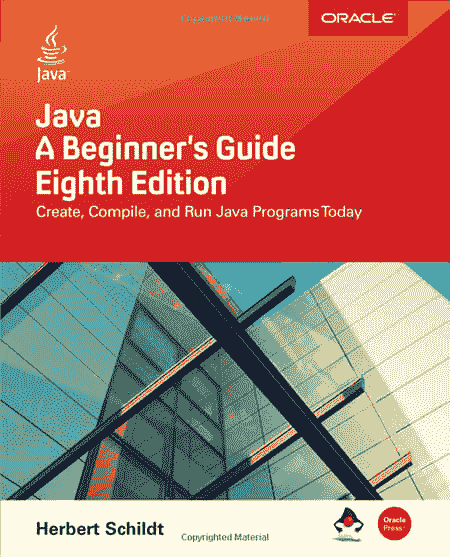 Copyrighted Material
ORACLE
Java
Java
A Beginner's Guide
Eighth Edition
Create, Compile, and Run Java Programs Today
Herbert Schildt
Copyrighted Material
Oracle
Press